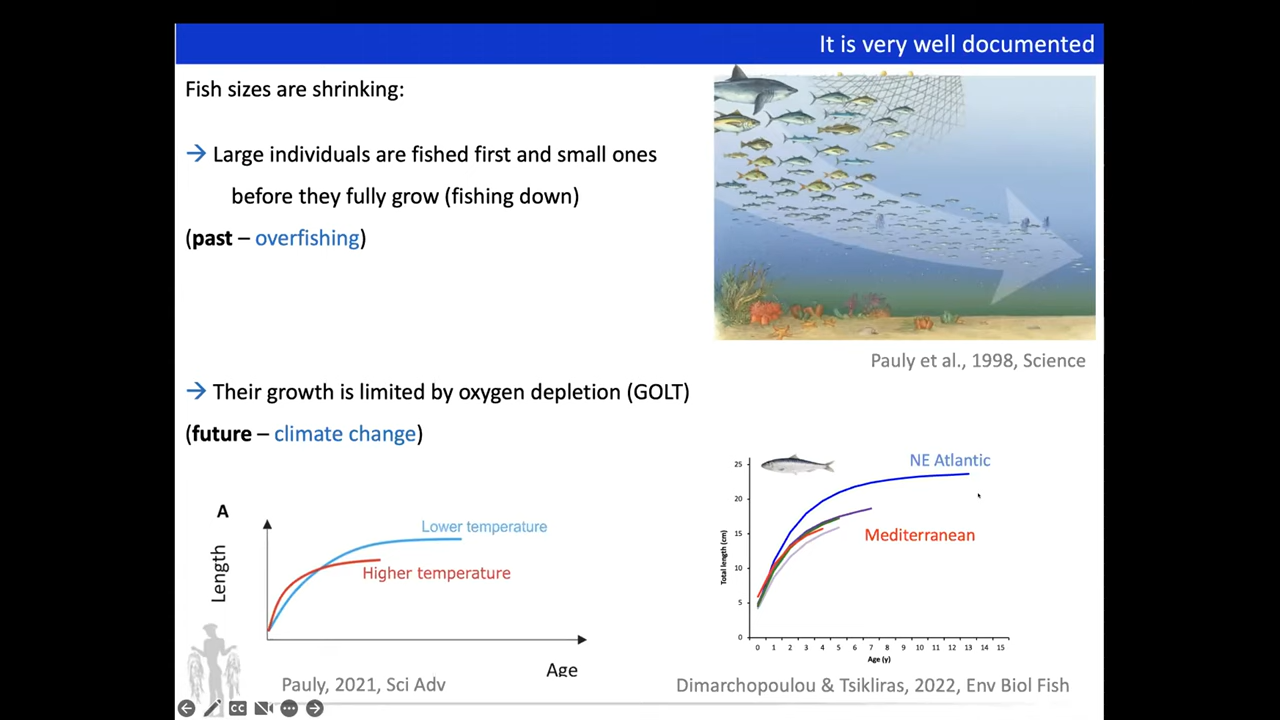 It is very well documented
Fish sizes are shrinking:
→ Large individuals are fished first and small ones
before they fully grow (fishing down)
(past – overfishing)
Pauly et al., 1998, Science
→ Their growth is limited by oxygen depletion (GOLT)
(future – climate change)
A
Length
Lower temperature
Higher temperature
Age
Pauly, 2021, Sci Adv
NE Atlantic
Mediterranean
Total length (cm)
25
20
15
10
5
0
0 1 2 3 4 5 6 7 8 9 10 11 12 13 14 15
Age (y)
Dimarchopoulou & Tsikliras, 2022, Env Biol Fish
CC